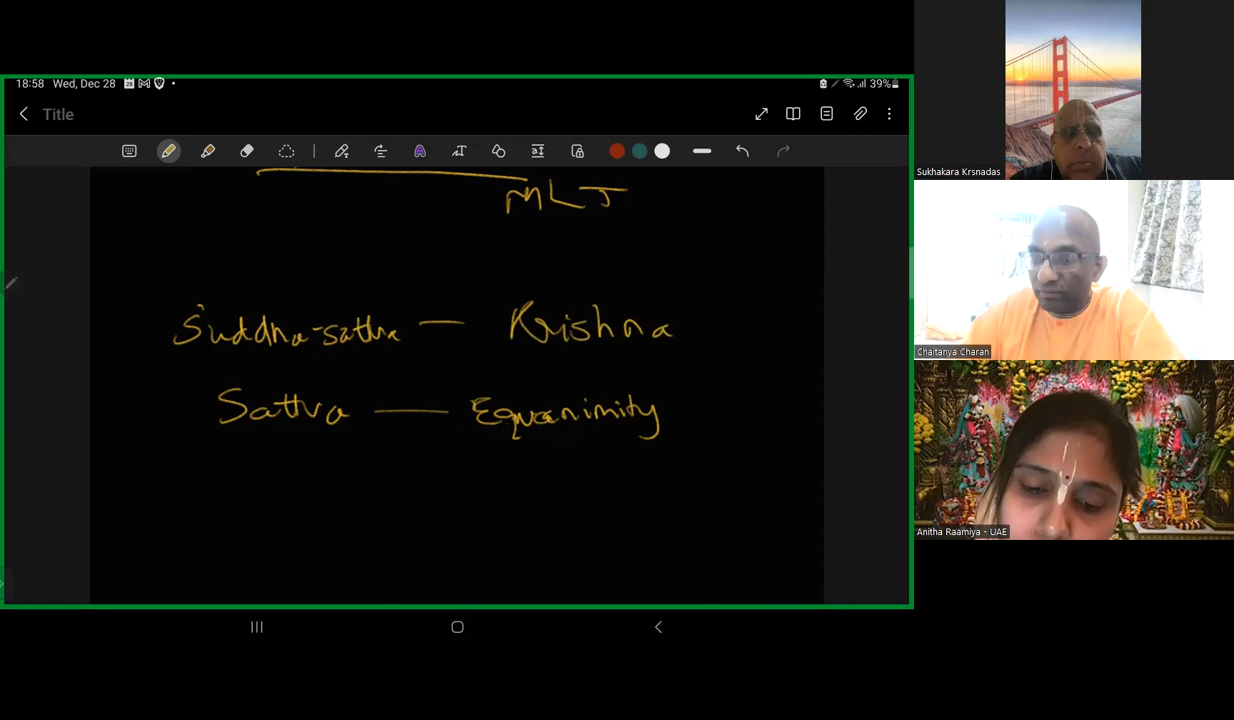 18:58 Wed, Dec 28
39%
Title
MLJ
Suddha-sattva — Krishna
Sattva — Equanimity
Sukhakara Krsnadas
Chaitanya Charan
Anitha Raamiya - UAE